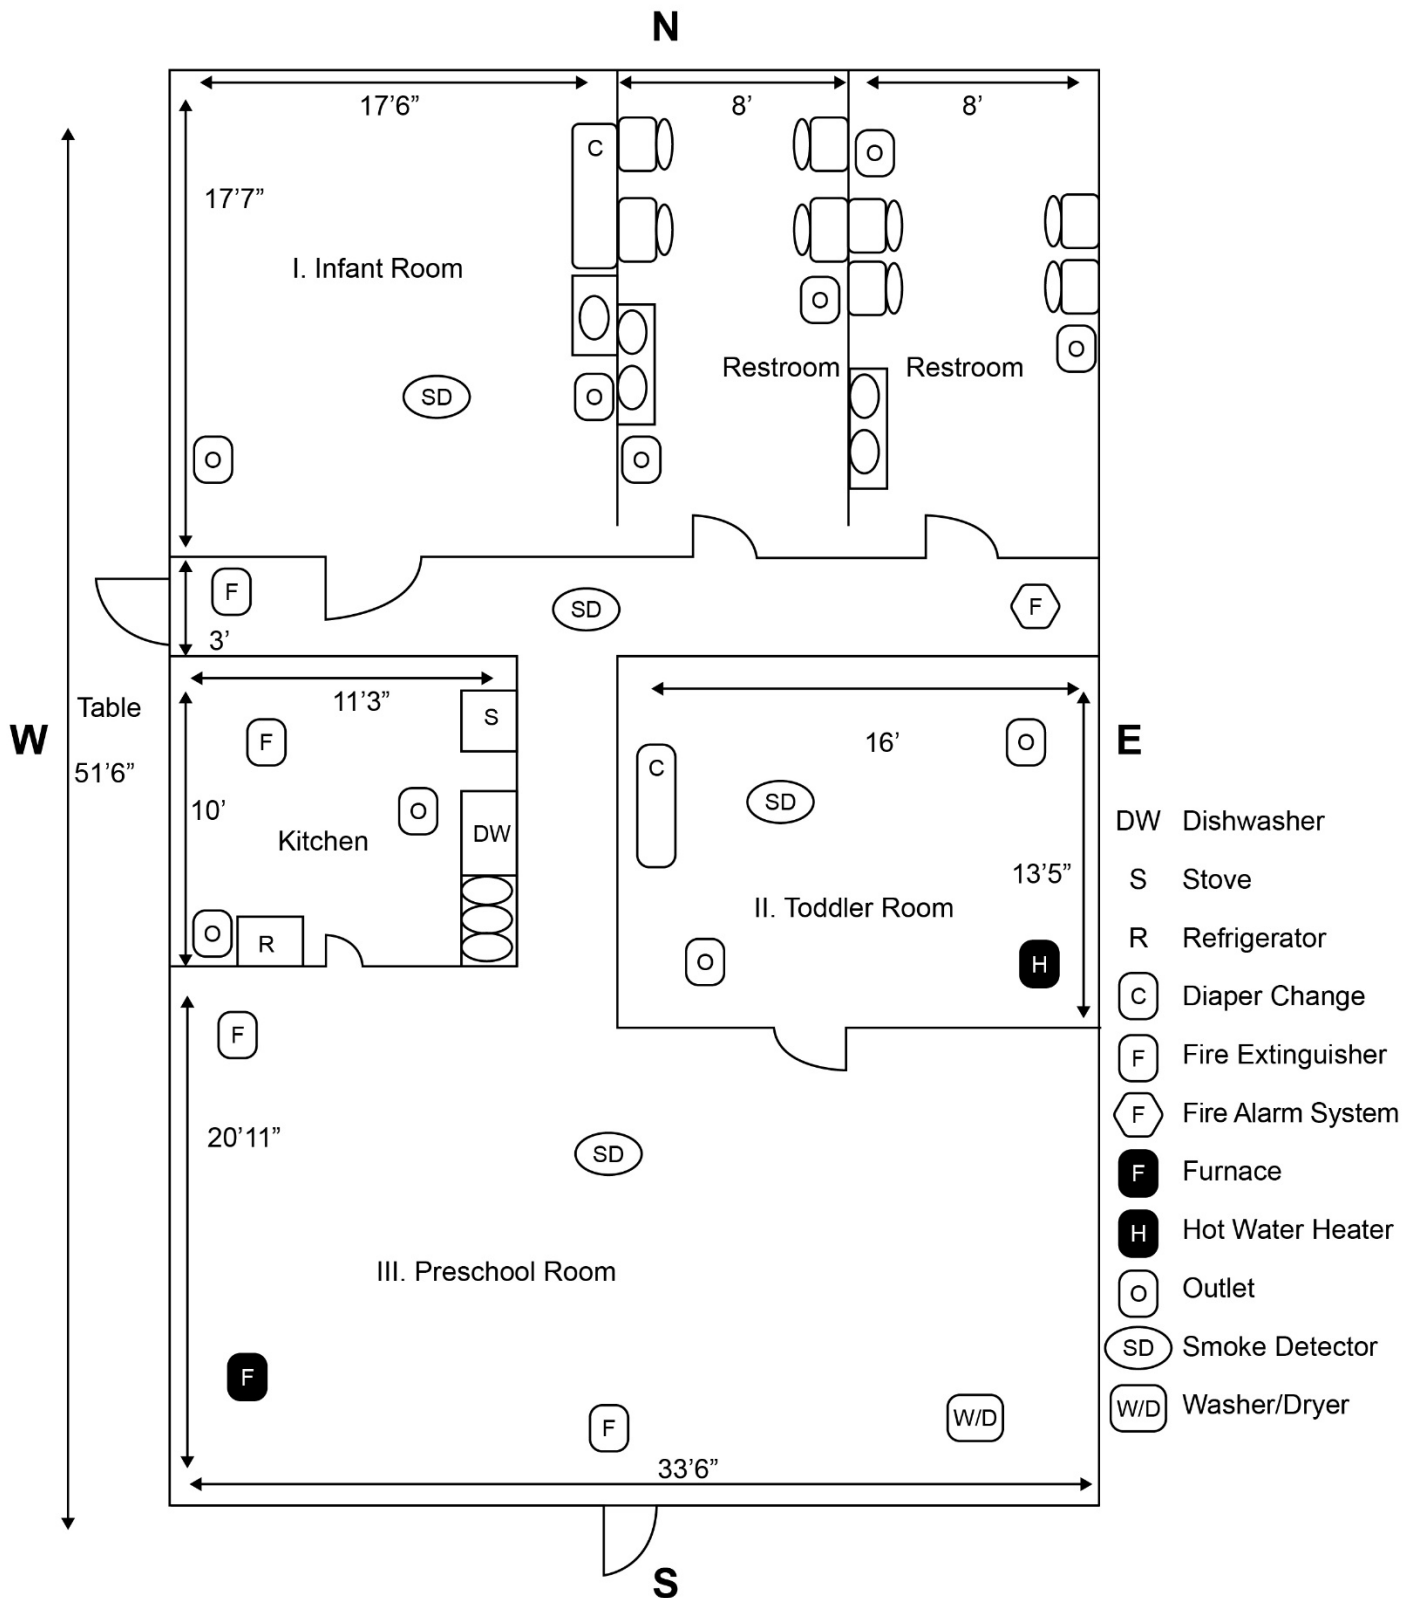 N
17’6”
8’
8’
C
O
17’7”
I. Infant Room
O
Restroom
Restroom
O
SD
O
O
O
F
SD
F
3’
11’3”
Table
S
16’
W
F
O
E
51’6”
C
SD
10’
O
DW
Kitchen
13’5”
II. Toddler Room
O
R
O
H
F
20’11”
SD
III. Preschool Room
F
F
W/D
33’6”
S
DW Dishwasher
S Stove
R Refrigerator
C Diaper Change
F Fire Extinguisher
F Fire Alarm System
F Furnace
H Hot Water Heater
O Outlet
SD Smoke Detector
W/D Washer/Dryer